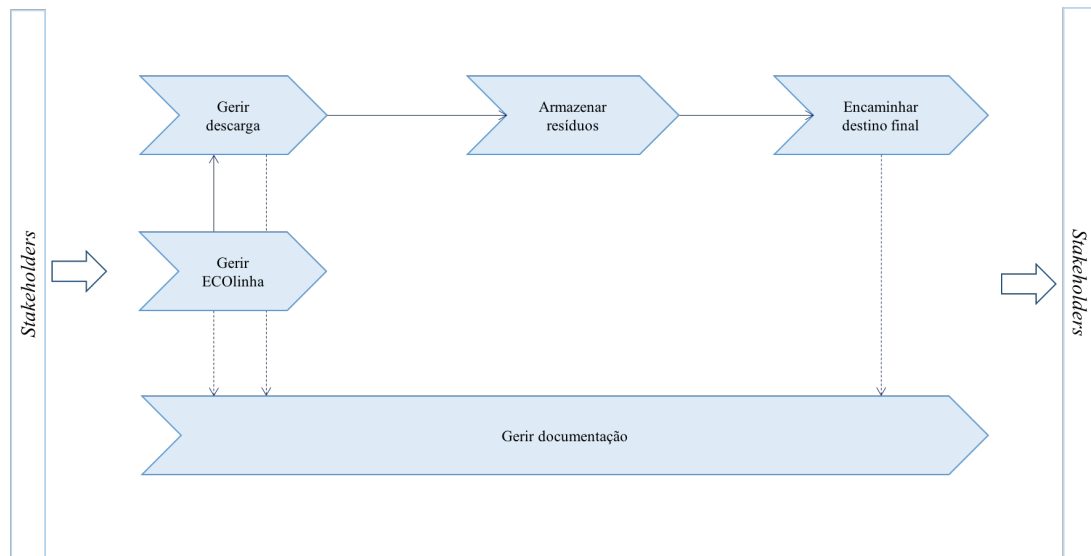 Stakeholders
Gerir
descarga
Armazenar
resíduos
Encaminhar
destino final
Gerir
ECOlinha
Gerir documentação
Stakeholders